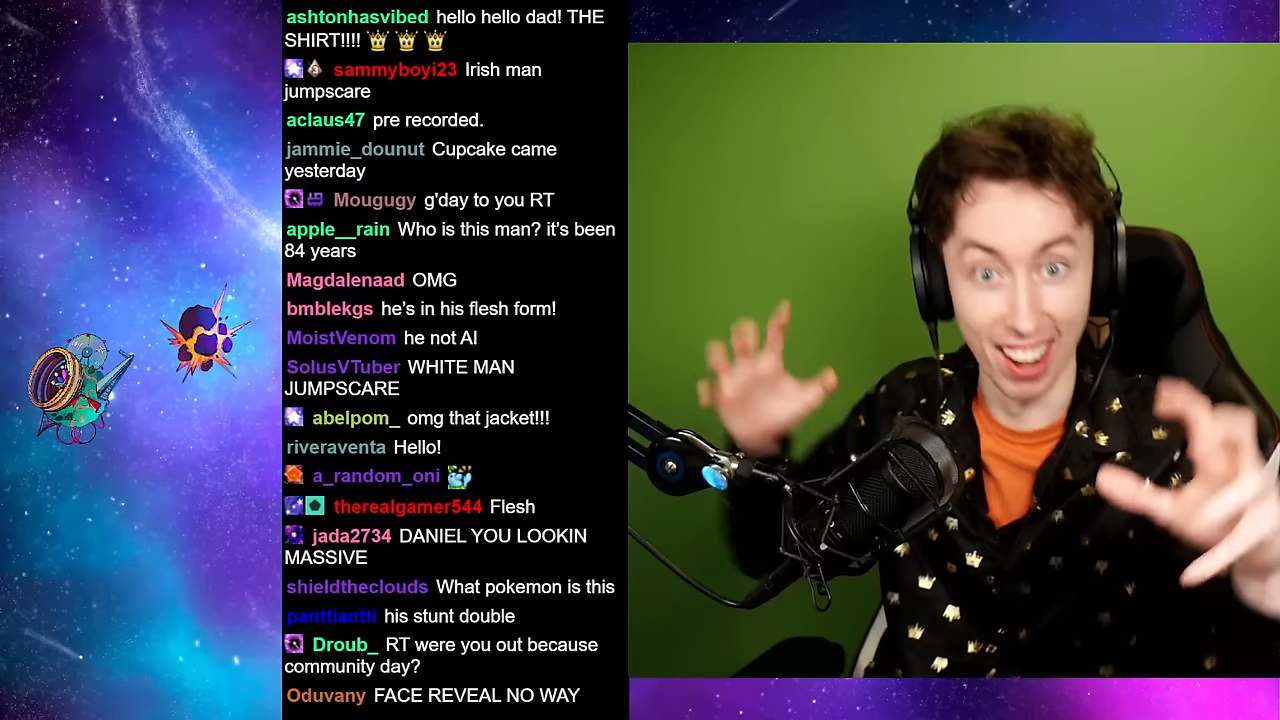 ashtonhasvibed hello hello dad! THE
SHIRT!!!!
sammyboyi23 Irish man
jumpscare
aclaus47 pre recorded.
jammie_dounut Cupcake came
yesterday
Mougugy g'day to you RT
apple__rain Who is this man? it's been
84 years
Magdalenaad OMG
bmblekgs he's in his flesh form!
MoistVenom he not AI
SolusVTuber WHITE MAN
JUMPSCARE
abelpom_ omg that jacket!!!
riveraventa Hello!
a_random_oni
therealgamer544 Flesh
jada2734 DANIEL YOU LOOKIN
MASSIVE
shieldtheclouds What pokemon is this
panttiantti his stunt double
Droub_ RT were you out because
community day?
Oduvany FACE REVEAL NO WAY